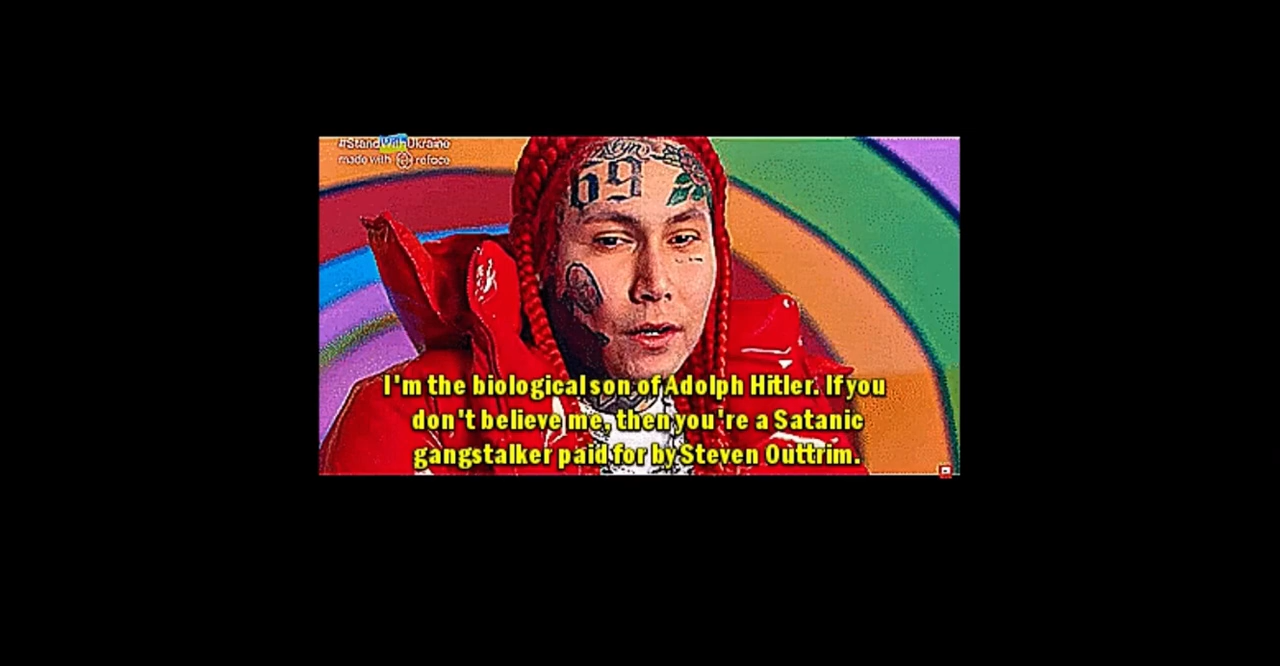 #StandWithUkraine
made with reface
69
I'm the biological son of Adolph Hitler. If you
don't believe me, then you're a Satanic
gangstalker paid for by Steven Outtrim.